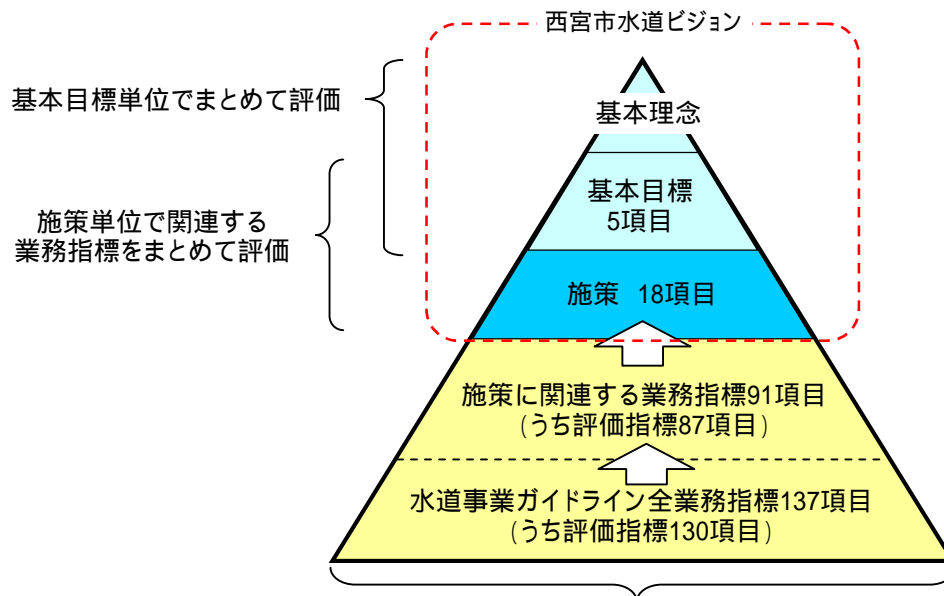 西宮市水道ビジョン
基本目標単位でまとめて評価
基本理念
基本目標
5項目
施策単位で関連する
業務指標をまとめて評価
施策 18項目
施策に関連する業務指標91項目
(うち評価指標87項目)
水道事業ガイドライン全業務指標137項目
(うち評価指標130項目)